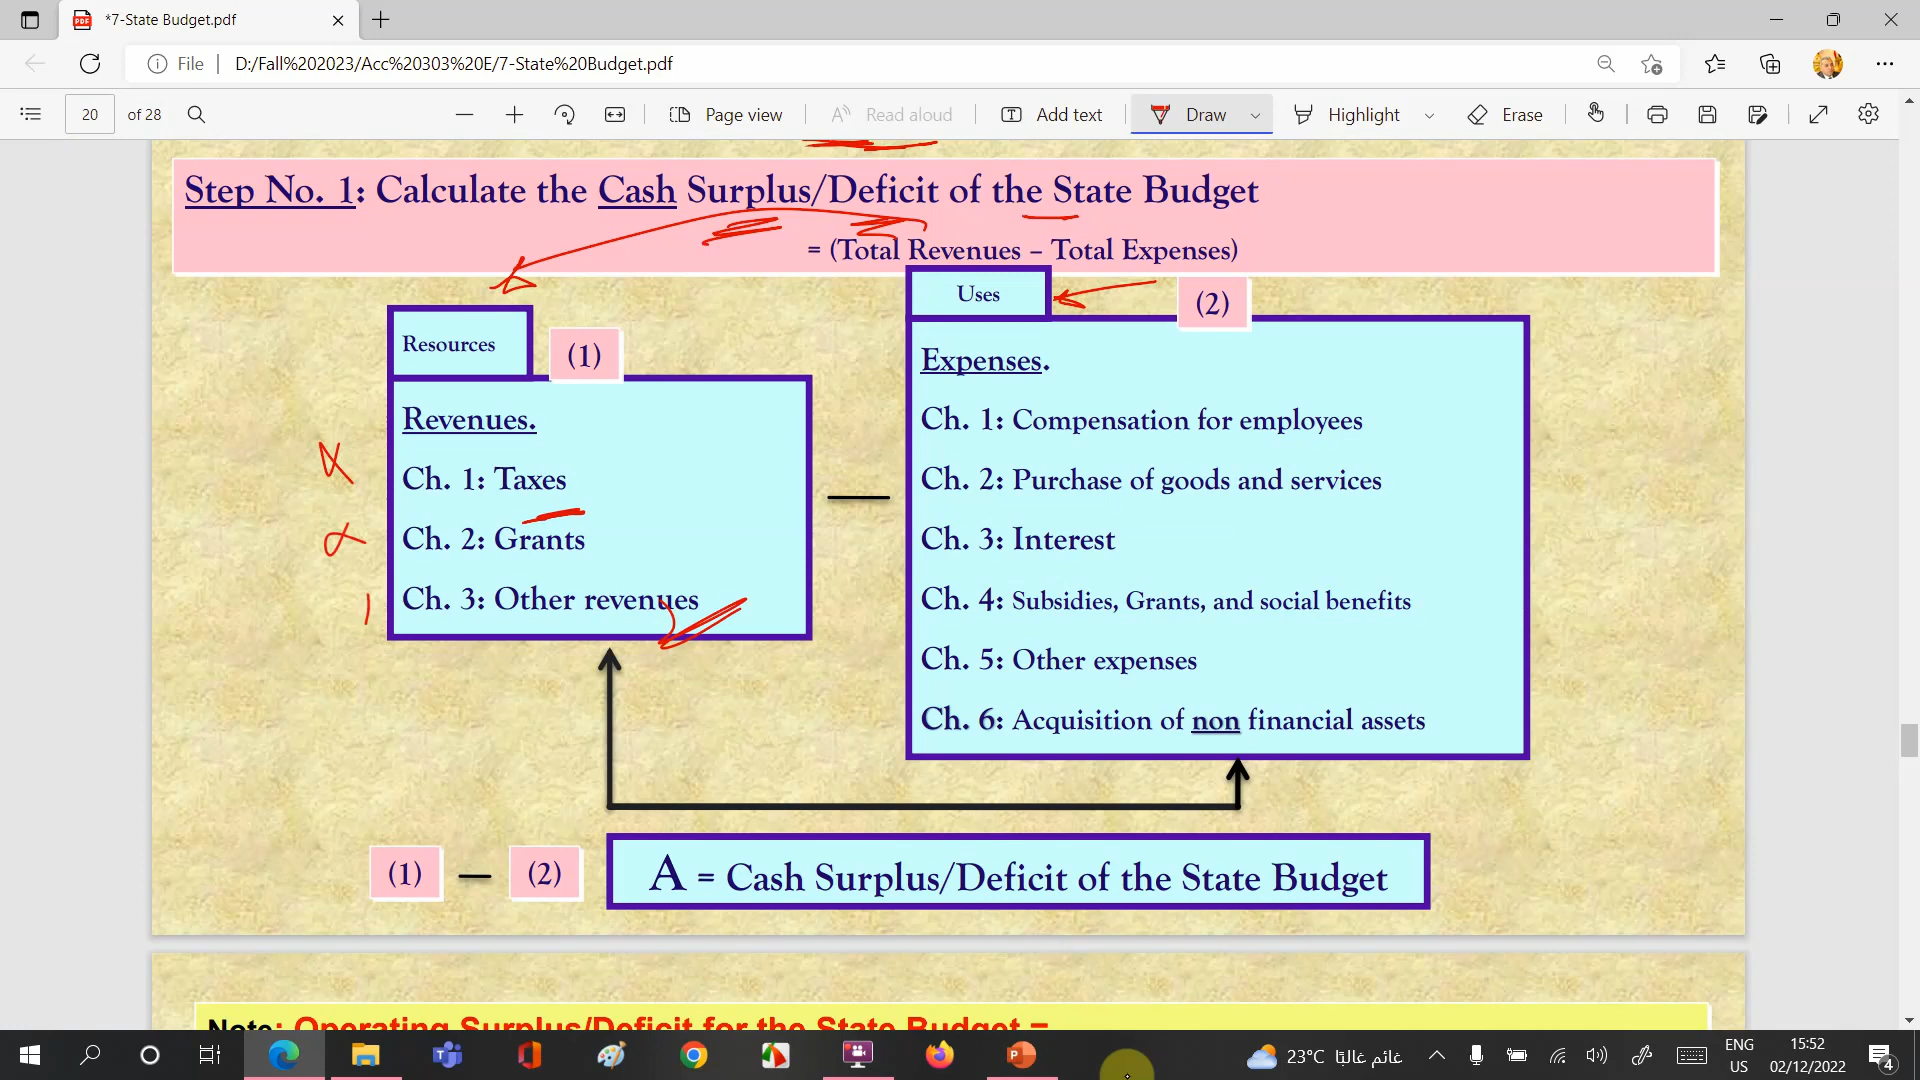 *7-State Budget.pdf
File
D:/Fall%202023/Acc%20303%20E/7-State%20Budget.pdf
20 of 28
Page view
Read aloud
Add text
Draw
Highlight
Erase
Step No. 1: Calculate the Cash Surplus/Deficit of the State Budget
= (Total Revenues – Total Expenses)
Resources
(1)
Revenues.
Ch. 1: Taxes
Ch. 2: Grants
Ch. 3: Other revenues
Uses
(2)
Expenses.
Ch. 1: Compensation for employees
Ch. 2: Purchase of goods and services
Ch. 3: Interest
Ch. 4: Subsidies, Grants, and social benefits
Ch. 5: Other expenses
Ch. 6: Acquisition of non financial assets
(1) — (2)
A = Cash Surplus/Deficit of the State Budget
Note: Operating Surplus/Deficit for the State Budget =
23°C غائم غالبًا
ENG
US
15:52
02/12/2022
4